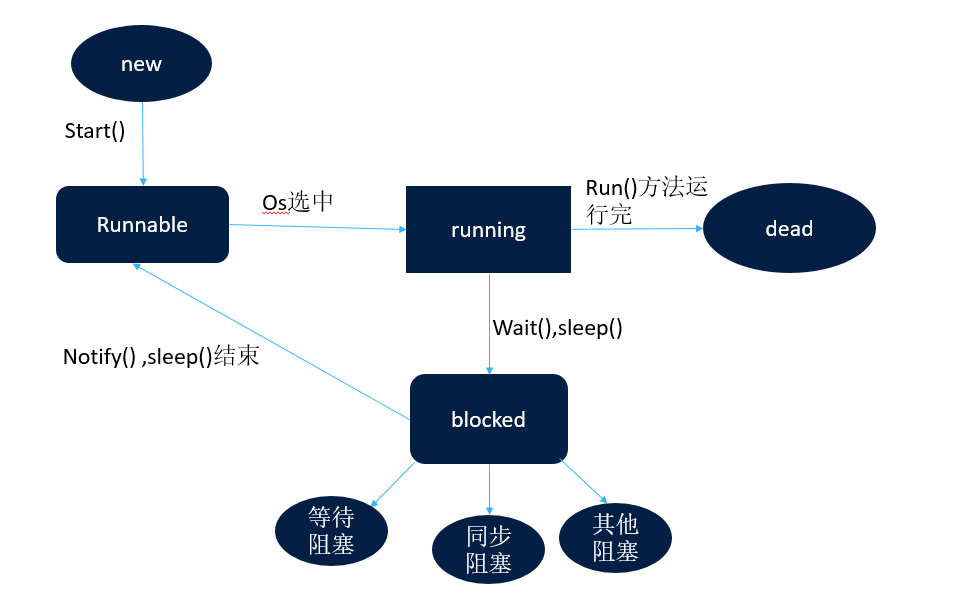 new
Start()
Runnable
Os选中
running
Run()方法运
行完
dead
Wait(),sleep()
Notify() ,sleep()结束
blocked
等待
阻塞
同步
阻塞
其他
阻塞